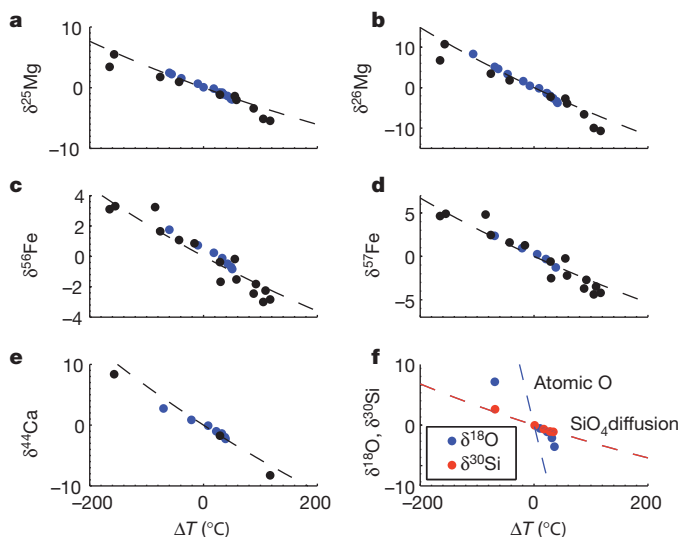 a
b
10
20
10
0
0
-10
-10
δ²⁵Mg
δ²⁶Mg
c
d
4
2
0
-2
-4
5
0
-5
δ⁵⁶Fe
δ⁵⁷Fe
e
f
10
10
0
0
-10
-10
δ⁴⁴Ca
δ¹⁸O, δ³⁰Si
Atomic O
SiO₄diffusion
δ¹⁸O
δ³⁰Si
-200
0
200
-200
0
200
ΔT (°C)
ΔT (°C)